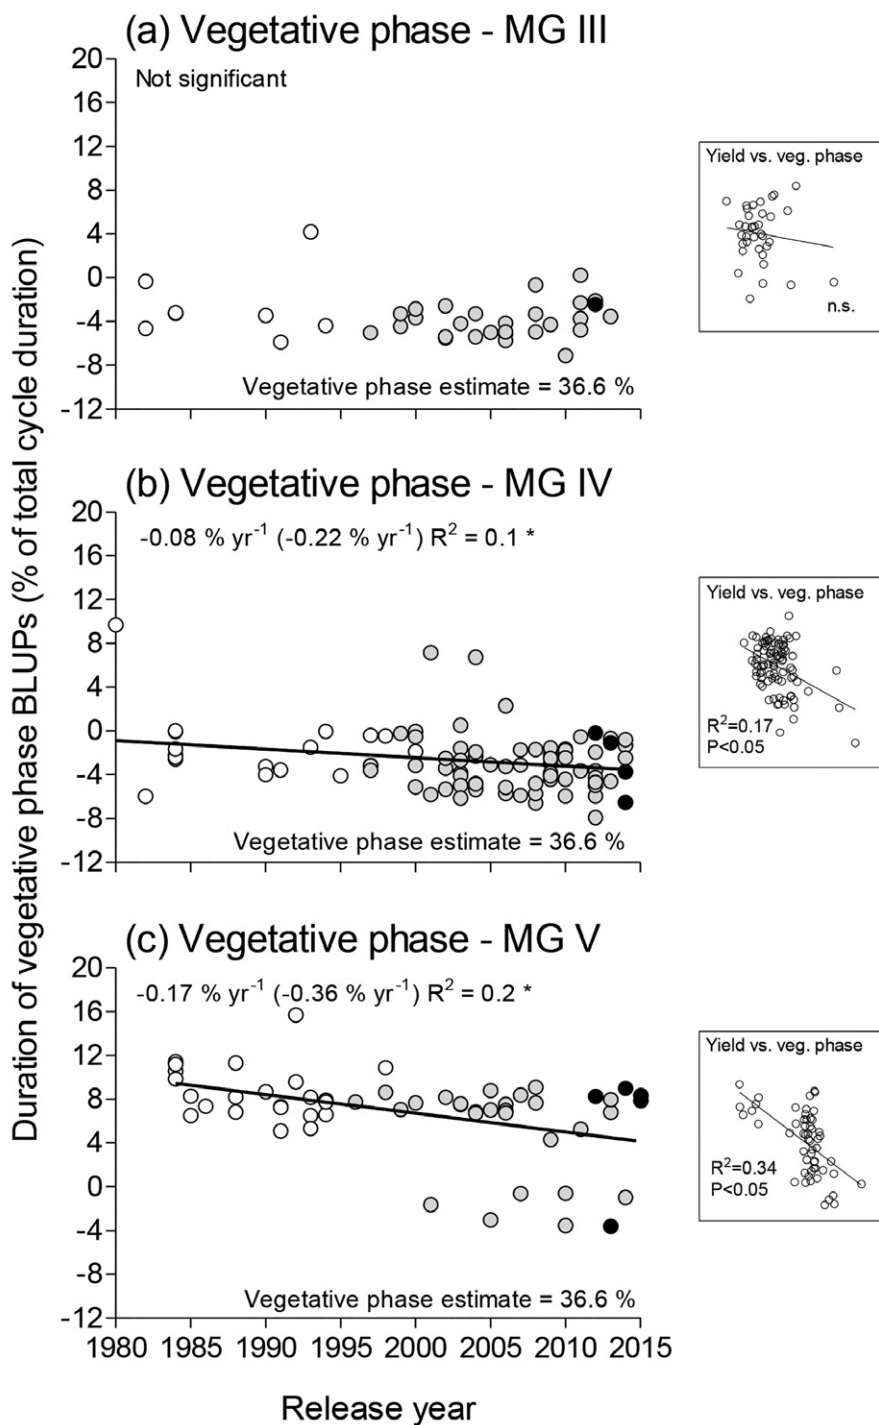 (a) Vegetative phase - MG III
Not significant
20
16
12
8
4
0
-4
-8
-12
Vegetative phase estimate = 36.6 %
Yield vs. veg. phase
n.s.
(b) Vegetative phase - MG IV
-0.08 % yr⁻¹ (-0.22 % yr⁻¹) R² = 0.1 *
20
16
12
8
4
0
-4
-8
-12
Vegetative phase estimate = 36.6 %
Yield vs. veg. phase
R²=0.17
P<0.05
(c) Vegetative phase - MG V
-0.17 % yr⁻¹ (-0.36 % yr⁻¹) R² = 0.2 *
20
16
12
8
4
0
-4
-8
-12
Vegetative phase estimate = 36.6 %
Yield vs. veg. phase
R²=0.34
P<0.05
1980 1985 1990 1995 2000 2005 2010 2015
Release year
Duration of vegetative phase BLUPs (% of total cycle duration)